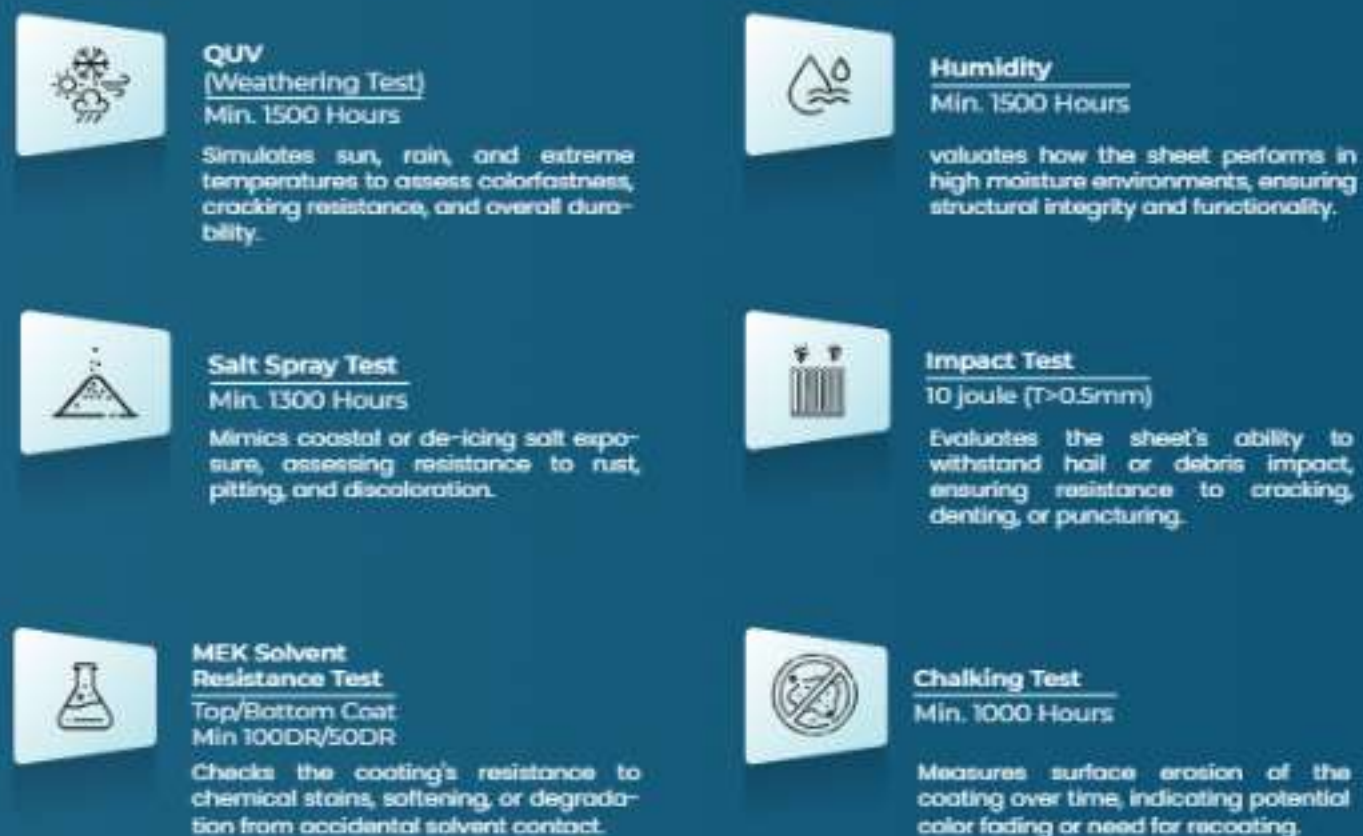 QUV
(Weathering Test)
Min. 1500 Hours
Simulates sun, rain, and extreme
temperatures to assess colorfastness,
cracking resistance, and overall dura-
bility.
Humidity
Min. 1500 Hours
valuates how the sheet performs in
high moisture environments, ensuring
structural integrity and functionality.
Salt Spray Test
Min. 1300 Hours
Mimics coastal or de-icing salt expo-
sure, assessing resistance to rust,
pitting, and discoloration.
Impact Test
10 joule (T>0.5mm)
Evaluates the sheet's ability to
withstand hail or debris impact,
ensuring resistance to cracking,
denting, or puncturing.
MEK Solvent
Resistance Test
Top/Bottom Coat
Min 100DR/50DR
Checks the coating's resistance to
chemical stains, softening, or degrada-
tion from accidental solvent contact.
Chalking Test
Min. 1000 Hours
Measures surface erosion of the
coating over time, indicating potential
color fading or need for recoating.